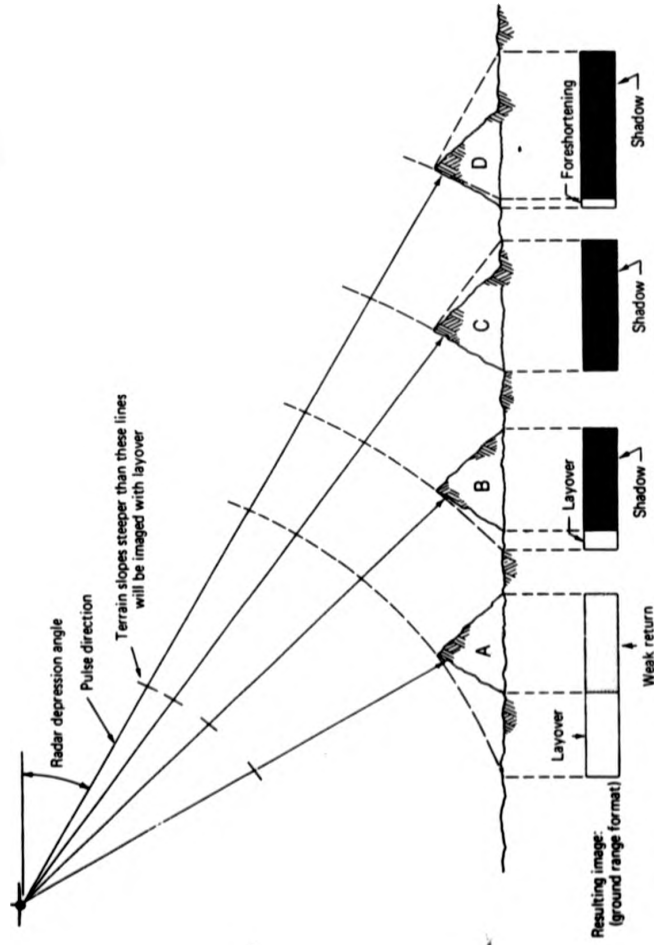 Radar depression angle
Pulse direction
Terrain slopes steeper than these lines
will be imaged with layover
A
B
C
D
Resulting image:
(ground range format)
Layover
Weak return
Layover
Shadow
Shadow
Foreshortening
Shadow